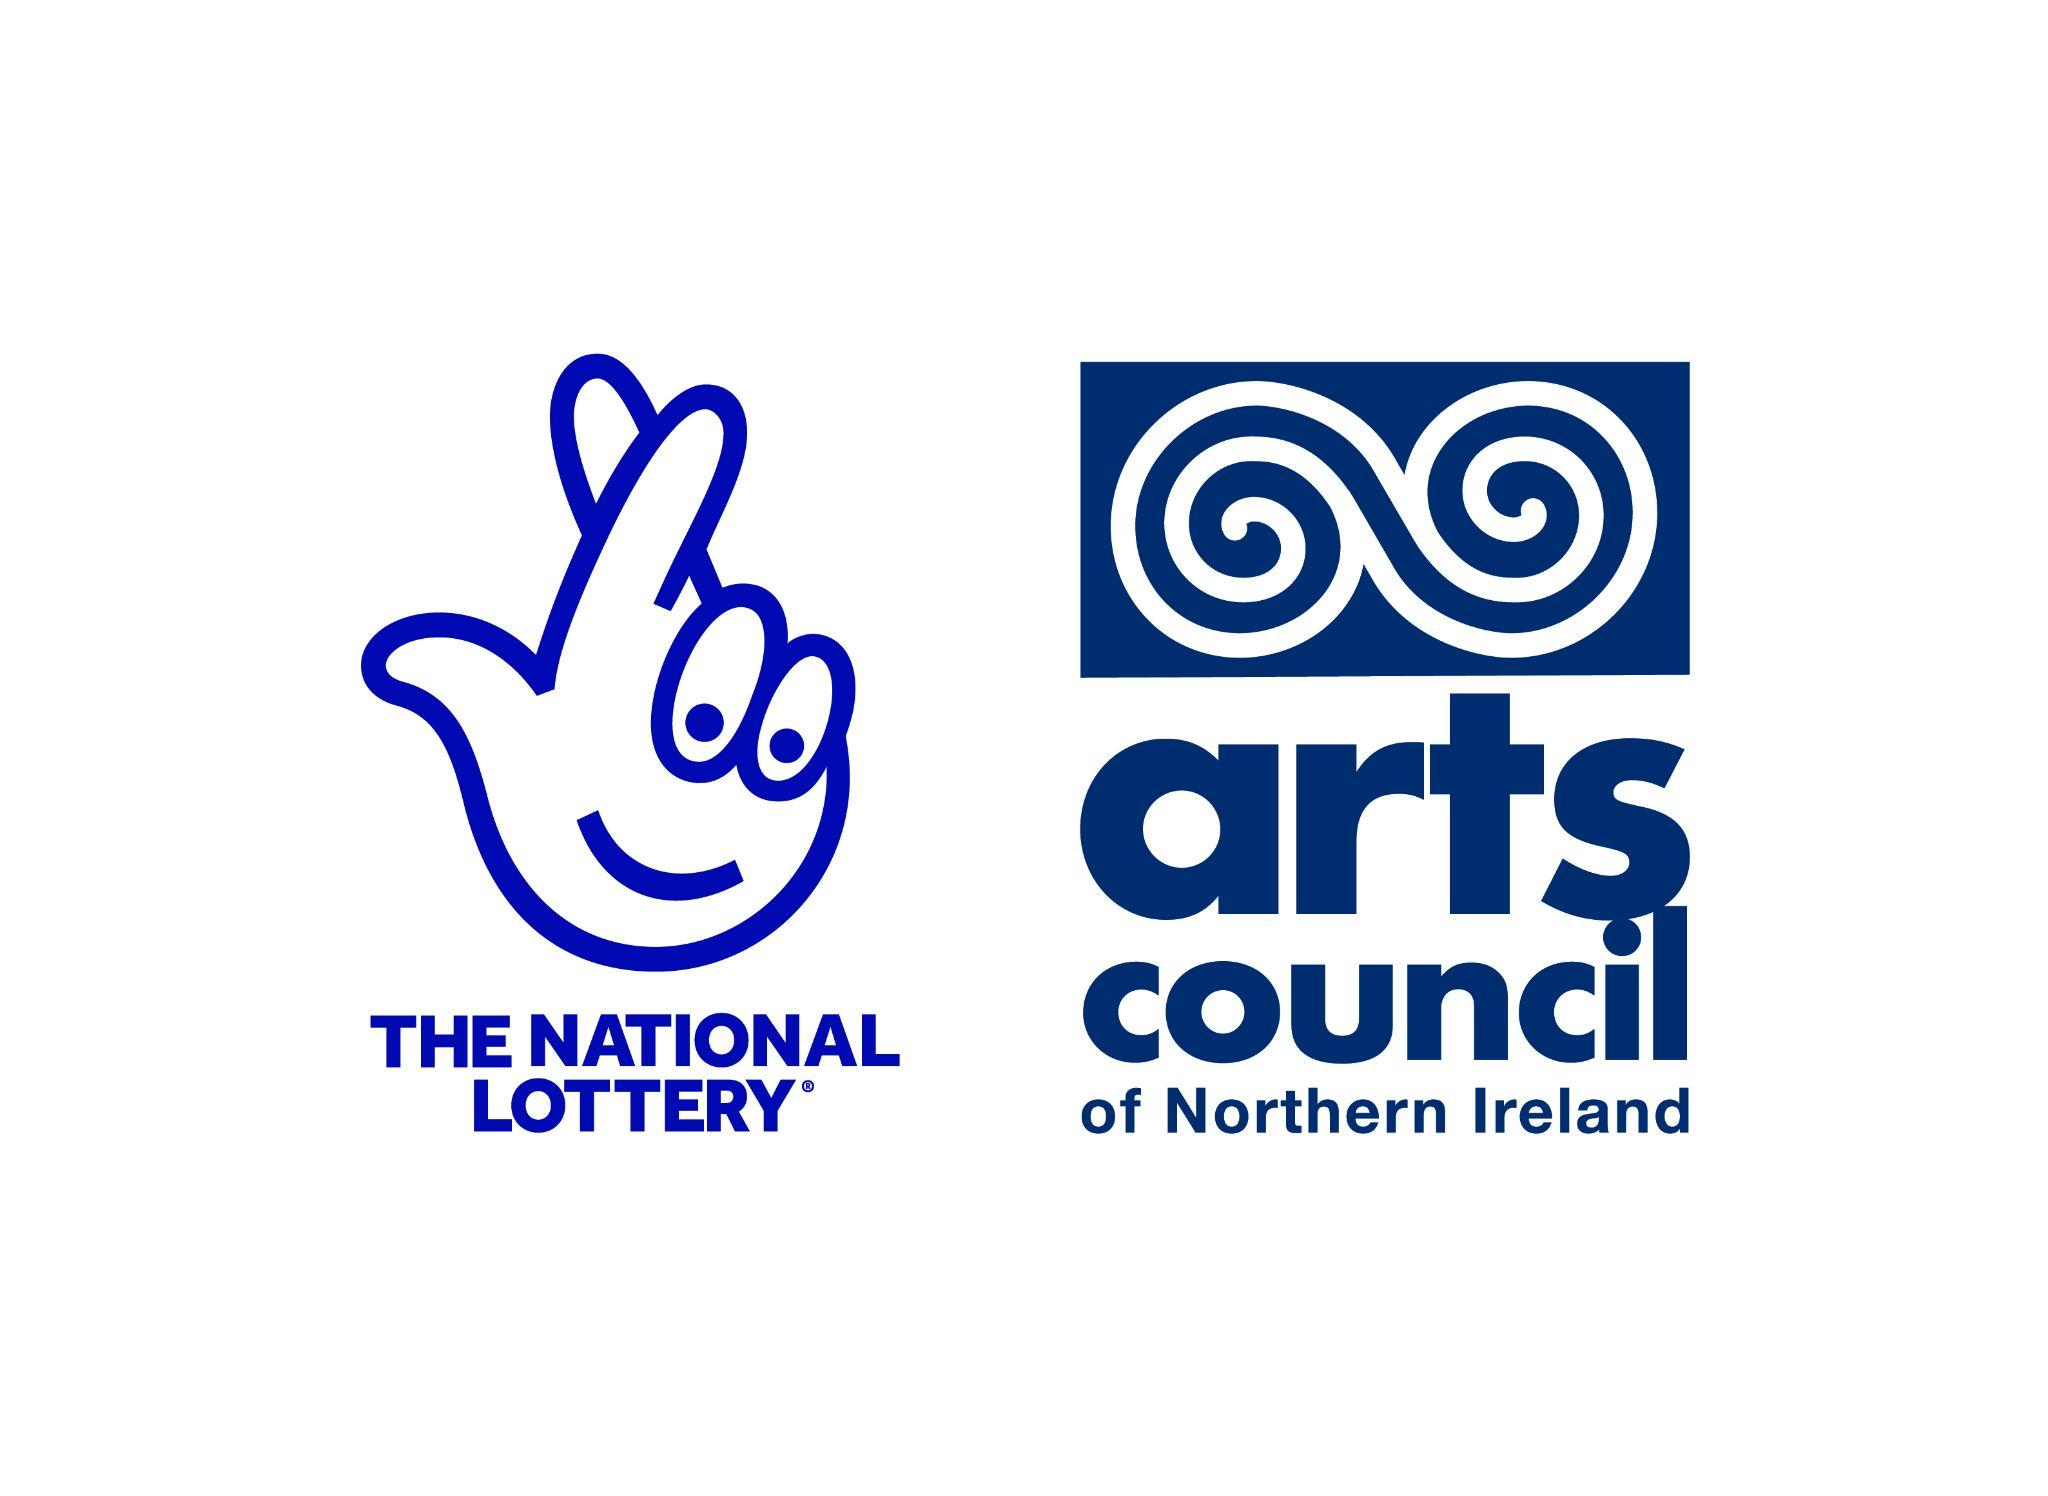 THE NATIONAL
LOTTERY®
arts
council
of Northern Ireland